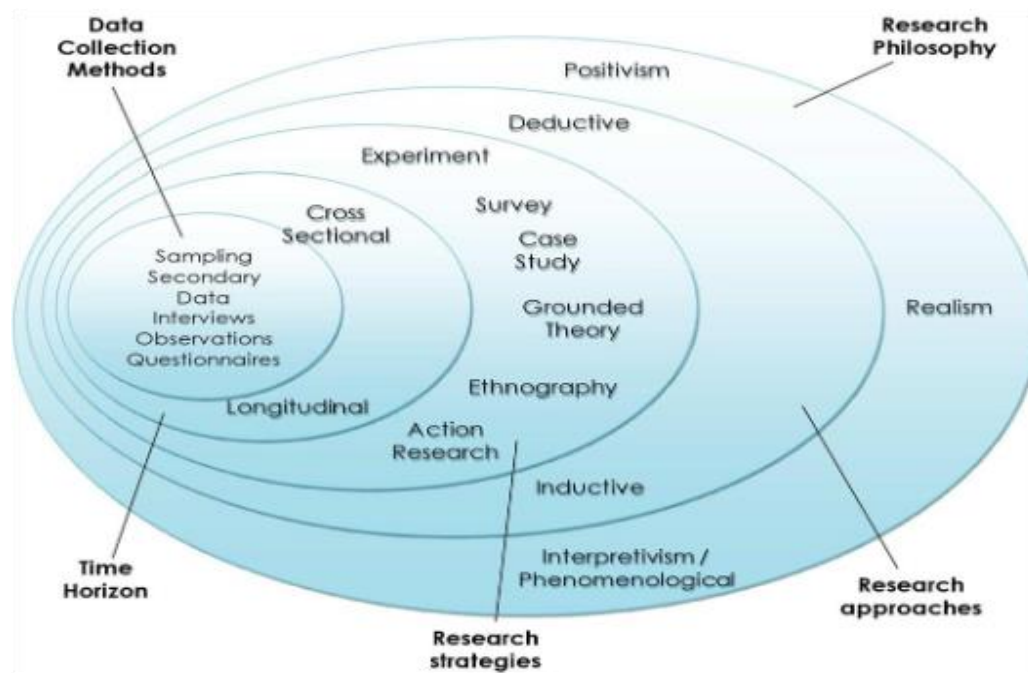 Data
Collection
Methods
Research
Philosophy
Positivism
Deductive
Experiment
Survey
Cross
Sectional
Case
Study
Sampling
Secondary
Data
Interviews
Observations
Questionnaires
Grounded
Theory
Realism
Ethnography
Longitudinal
Action
Research
Inductive
Interpretivism /
Phenomenological
Time
Horizon
Research
approaches
Research
strategies